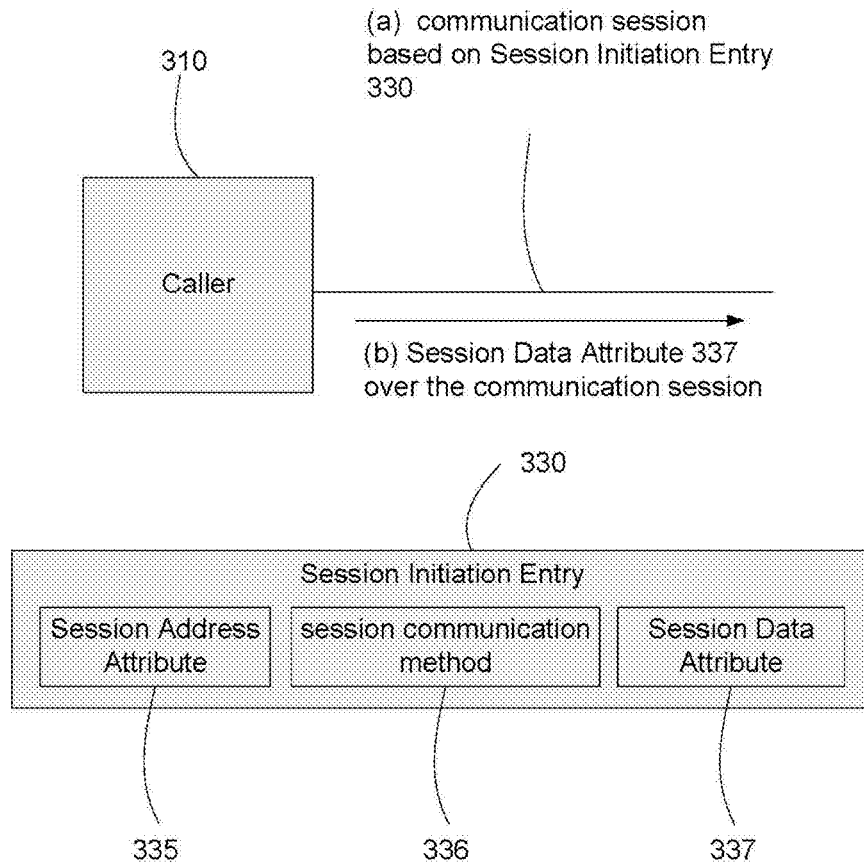 (a) communication session
based on Session Initiation Entry
330
310
Caller
(b) Session Data Attribute 337
over the communication session
330
Session Initiation Entry
Session Address
Attribute
session communication
method
Session Data
Attribute
335
336
337